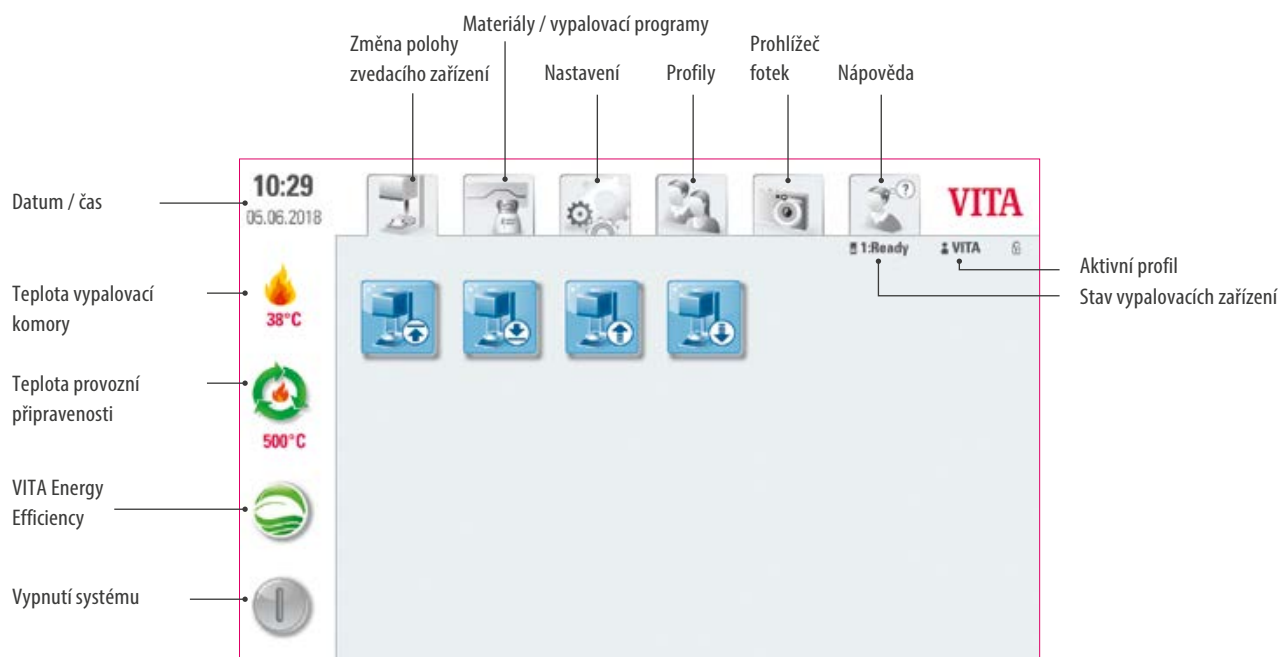 Materiály / vypalovací programy
Změna polohy
zvedacího zařízení
Nastavení
Profily
Prohlížeč
fotek
Nápověda
Datum / čas
10:29
05.06.2018
?
VITA
1:Ready
VITA
Aktivní profil
Stav vypalovacích zařízení
Teplota vypalovací
komory
38°C
Teplota provozní
připravenosti
500°C
VITA Energy
Efficiency
Vypnutí systému